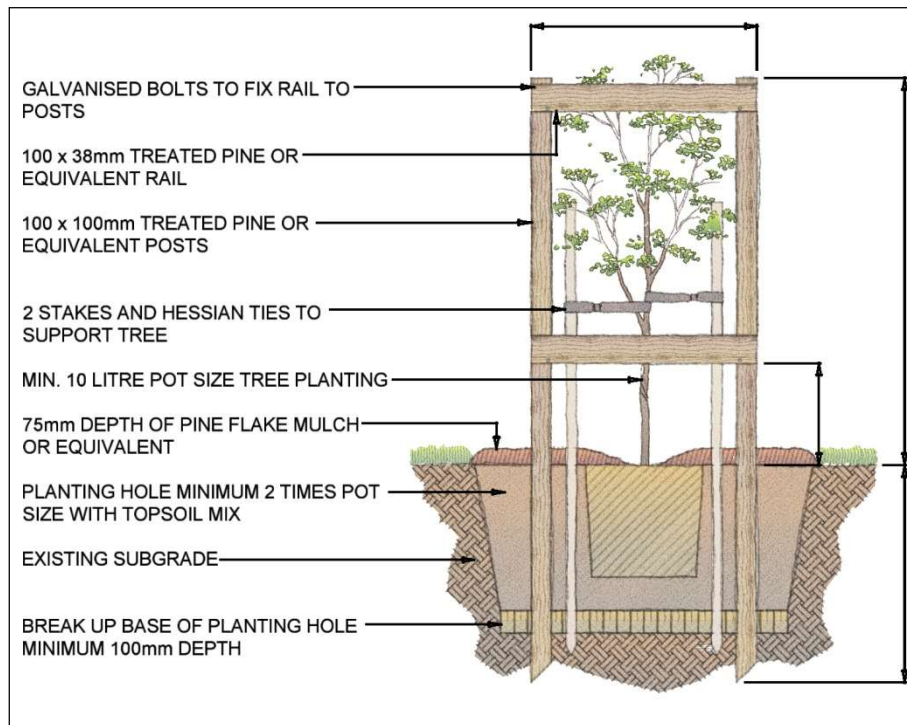 GALVANISED BOLTS TO FIX RAIL TO
POSTS
100 x 38mm TREATED PINE OR
EQUIVALENT RAIL
100 x 100mm TREATED PINE OR
EQUIVALENT POSTS
2 STAKES AND HESSIAN TIES TO
SUPPORT TREE
MIN. 10 LITRE POT SIZE TREE PLANTING
75mm DEPTH OF PINE FLAKE MULCH
OR EQUIVALENT
PLANTING HOLE MINIMUM 2 TIMES POT
SIZE WITH TOPSOIL MIX
EXISTING SUBGRADE
BREAK UP BASE OF PLANTING HOLE
MINIMUM 100mm DEPTH